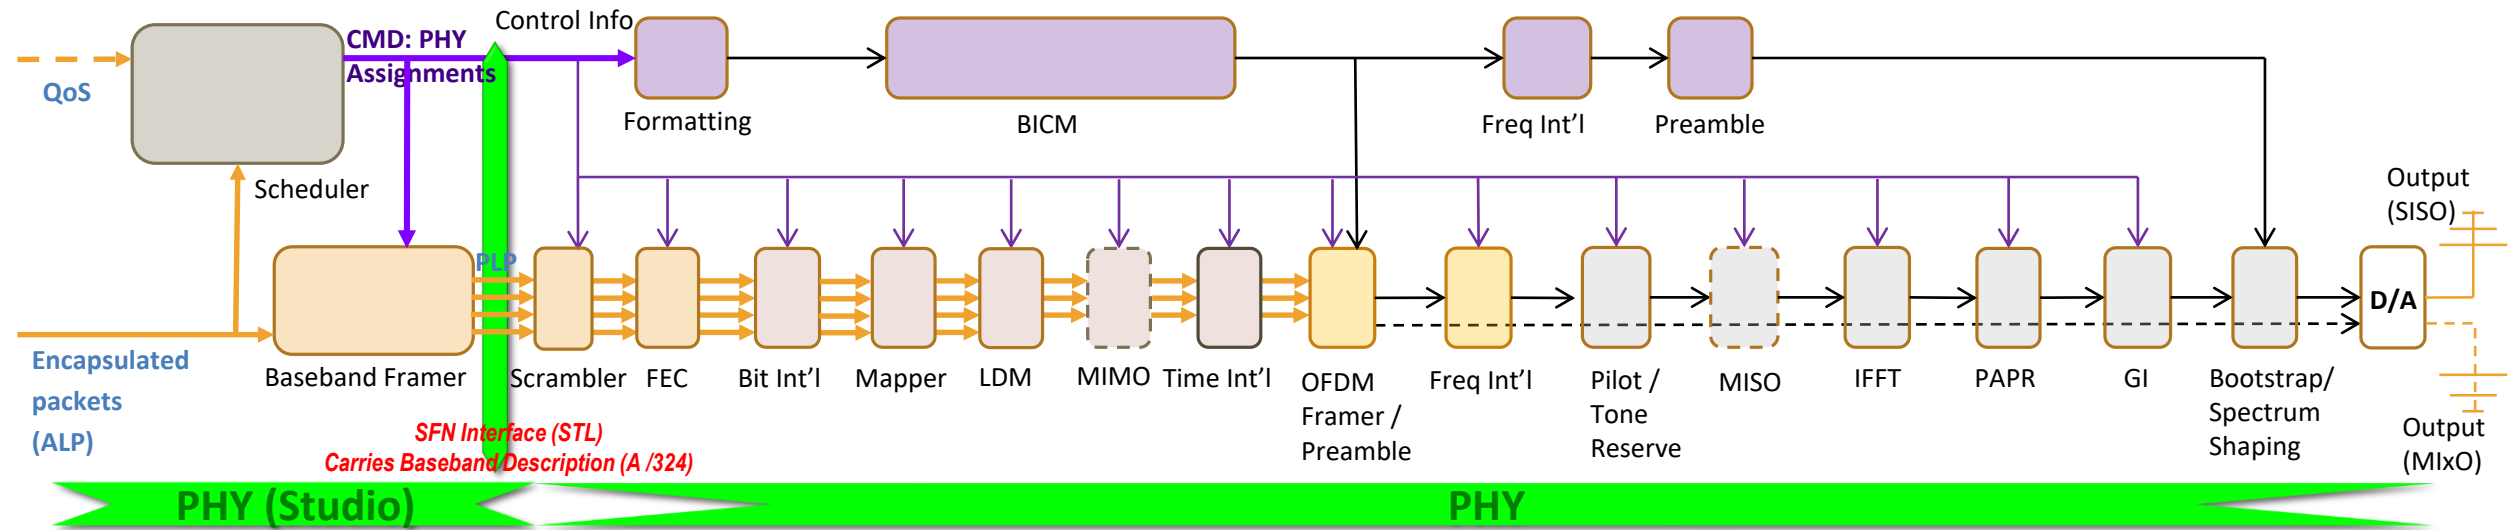 Control Info
CMD: PHY
Assignments
QoS
Formatting
BICM
Freq Int’l
Preamble
Scheduler
Output
(SISO)
PLP
D/A
Encapsulated
packets
(ALP)
Baseband Framer
Scrambler
FEC
Bit Int’l
Mapper
LDM
MIMO
Time Int’l
OFDM
Framer /
Preamble
Freq Int’l
Pilot /
Tone
Reserve
MISO
IFFT
PAPR
GI
Bootstrap/
Spectrum
Shaping
Output
(MIxO)
SFN Interface (STL)
Carries Baseband Description (A /324)
PHY (Studio)
PHY